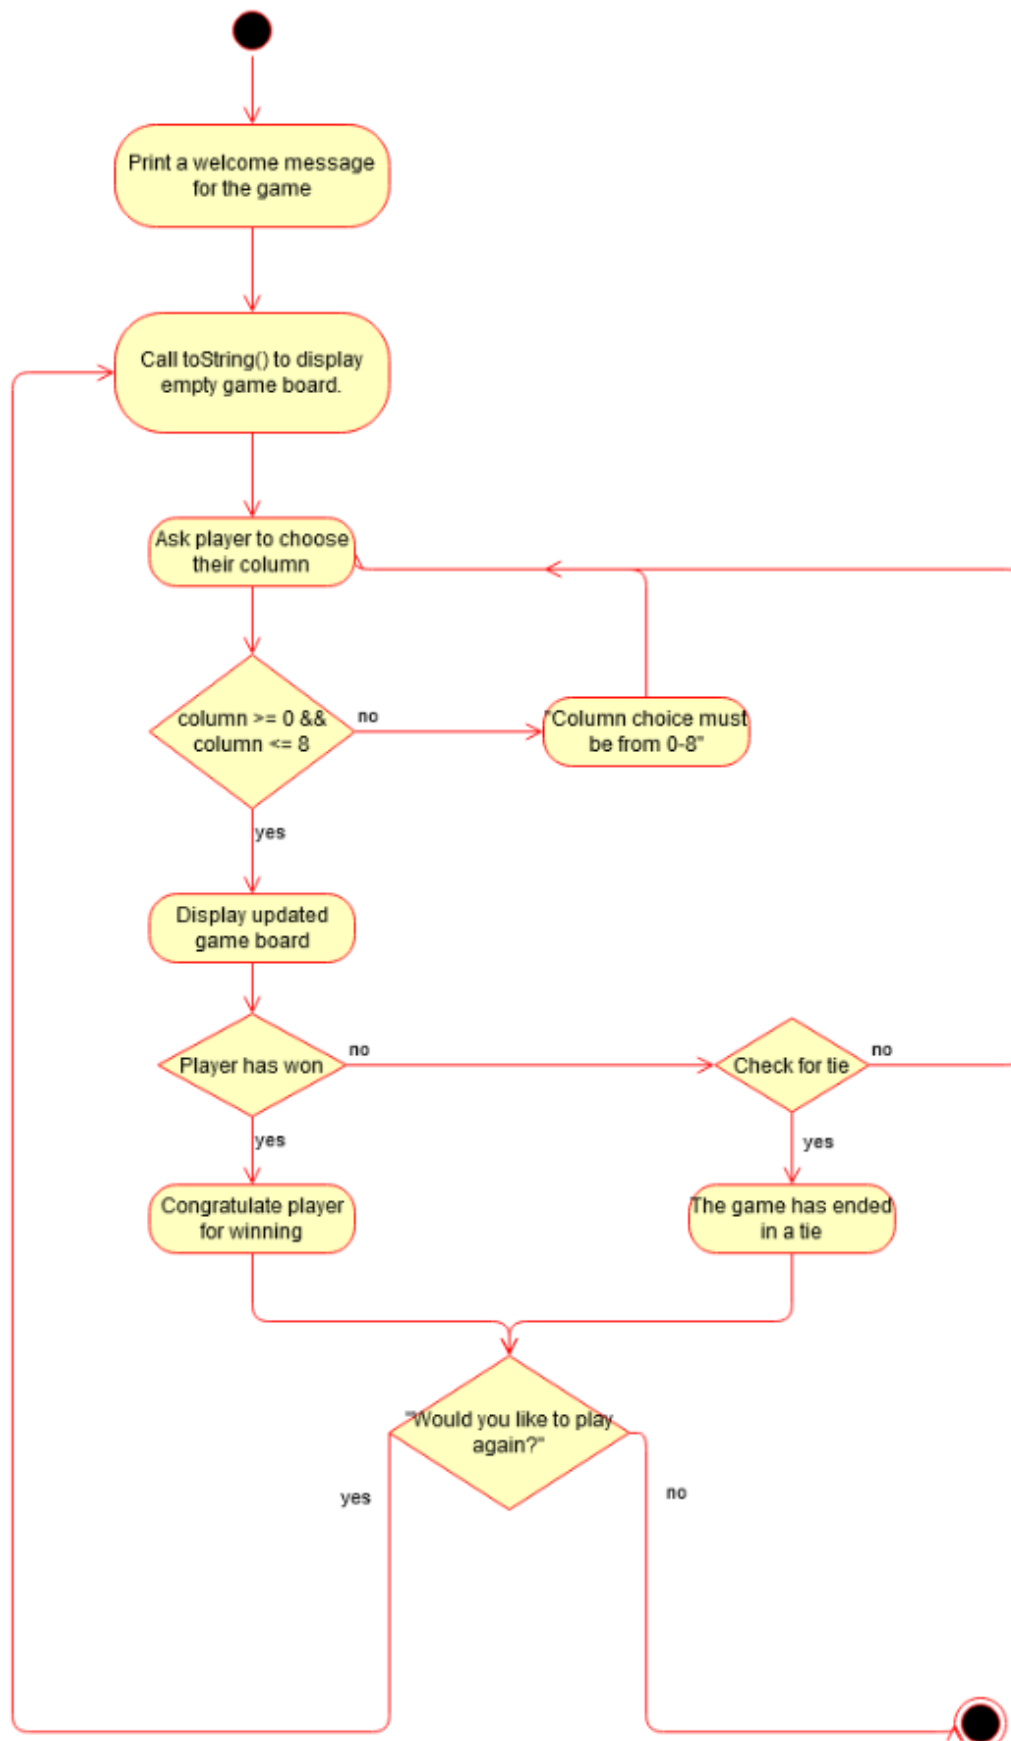 Print a welcome message
for the game
Call toString() to display
empty game board.
Ask player to choose
their column
column >= 0 &&
column <= 8
no
"Column choice must
be from 0-8"
yes
Display updated
game board
Player has won
no
Check for tie
no
yes
yes
Congratulate player
for winning
The game has ended
in a tie
"Would you like to play
again?"
yes
no